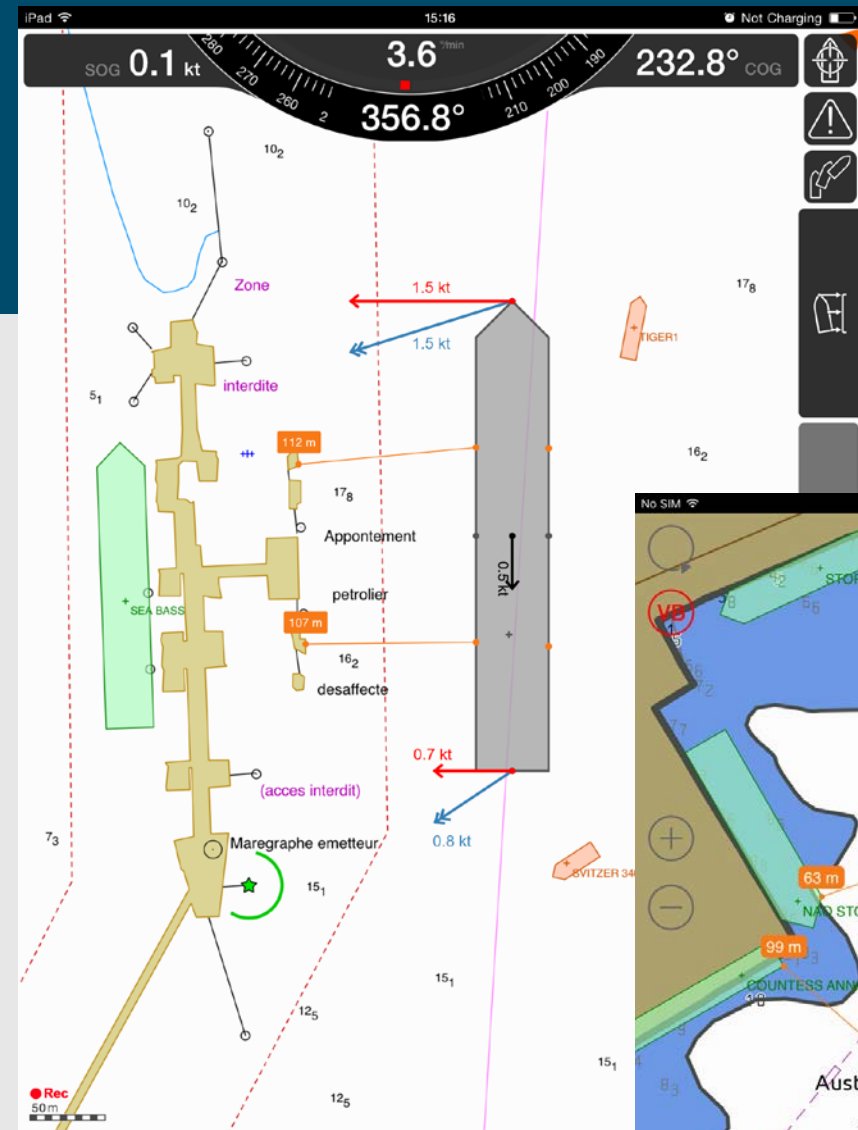 iPad
15:16
Not Charging
SOG 0.1 kt
3.6 °/min
232.8° COG
280
270
260
2
356.8°
210
200
190
10₂
10₂
Zone
1.5 kt
1.5 kt
17₈
TIGER1
interdite
5₁
112 m
16₂
17₈
Appontement
0.5 kt
petrolier
SEA BASS
107 m
16₂
desaffecte
0.7 kt
(acces interdit)
0.8 kt
7₃
Maregraphe emetteur
SVITZER 34
15₁
15₁
12₅
15₁
12₅
Rec
50 m
No SIM
VB
63 m
99 m
COUNTESS ANN
Aust